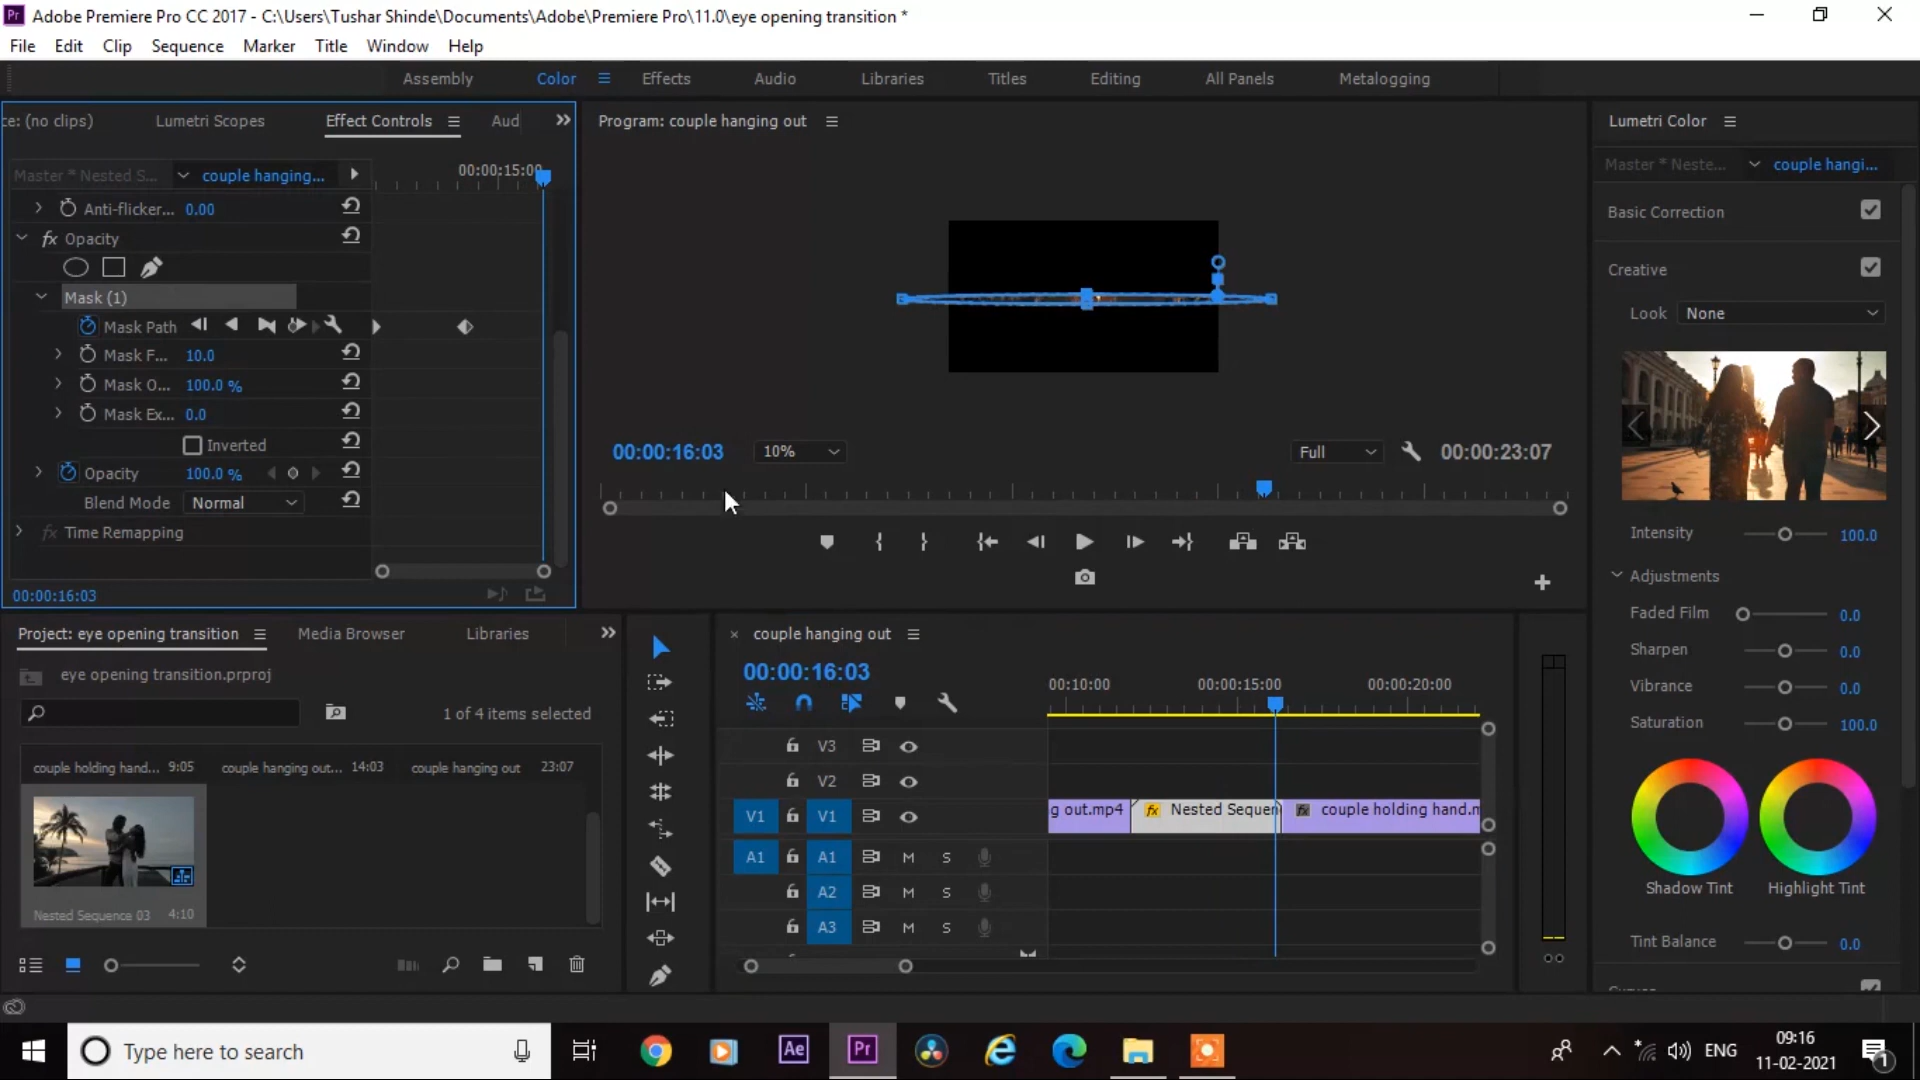 Pr Adobe Premiere Pro CC 2017 - C:\Users\Tushar Shinde\Documents\Adobe\Premiere Pro\11.0\eye opening transition *
File Edit Clip Sequence Marker Title Window Help
Assembly Color Effects Audio Libraries Titles Editing All Panels Metalogging
ce: (no clips) Lumetri Scopes Effect Controls Aud
Program: couple hanging out
Lumetri Color
Master * Nested S... couple hanging... 00:00:15:00
Master * Neste... couple hangi...
Anti-flicker... 0.00
fx Opacity
Mask (1)
Mask Path
Mask F... 10.0
Mask O... 100.0 %
Mask Ex... 0.0
Inverted
Opacity 100.0 %
Blend Mode Normal
fx Time Remapping
00:00:16:03
00:00:16:03 10% Full 00:00:23:07
Basic Correction
Creative
Look None
Intensity 100.0
Adjustments
Faded Film 0.0
Sharpen 0.0
Vibrance 0.0
Saturation 100.0
Shadow Tint Highlight Tint
Tint Balance 0.0
Project: eye opening transition Media Browser Libraries
eye opening transition.prproj
1 of 4 items selected
couple holding hand... 9:05 couple hanging out... 14:03 couple hanging out 23:07
Nested Sequence 03 4:10
couple hanging out
00:00:16:03
00:10:00 00:00:15:00 00:00:20:00
V3
V2
V1 V1 g out.mp4 fx Nested Sequen fx couple holding hand.m
A1 A1 M S
A2 M S
A3 M S
Type here to search
Ae Pr
ENG
09:16
11-02-2021
1